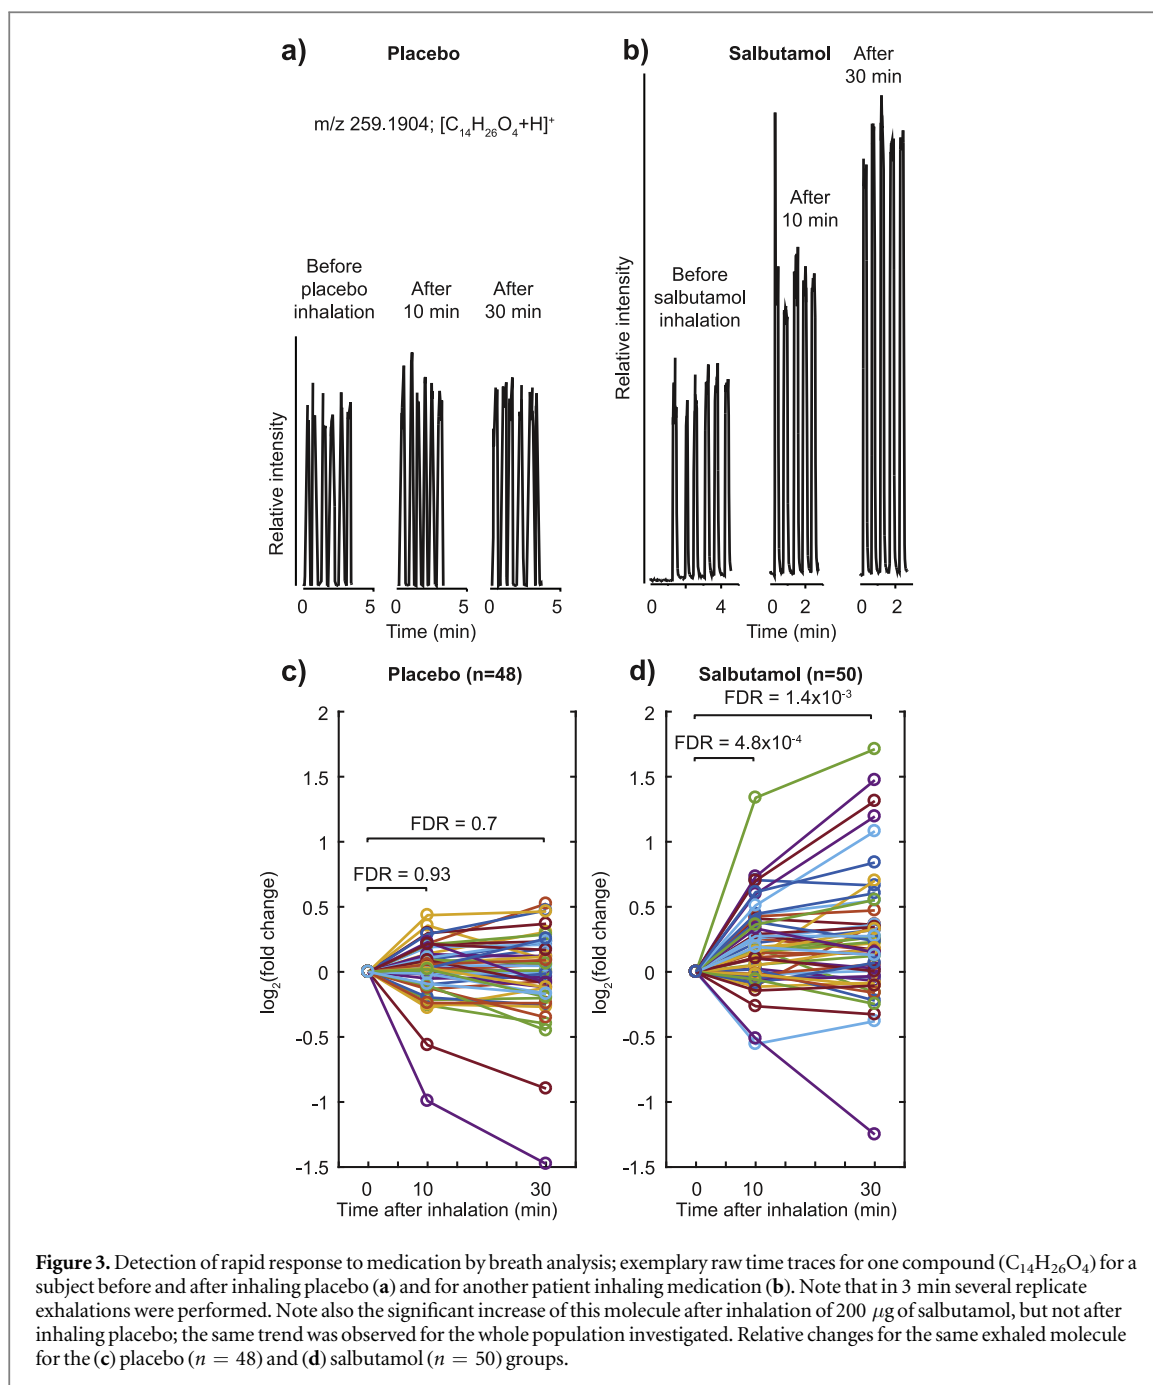 a) Placebo
m/z 259.1904; [C₁₄H₂₆O₄+H]⁺
Before
placebo
inhalation
After
10 min
After
30 min
Relative intensity
0 5 0 5 0 5
Time (min)
b) Salbutamol
After
30 min
After
10 min
Before
salbutamol
inhalation
Relative intensity
0 2 4 0 2 0 2
Time (min)
c) Placebo (n=48)
FDR = 0.7
FDR = 0.93
log₂(fold change)
2
1.5
1
0.5
0
-0.5
-1
-1.5
0 10 30
Time after inhalation (min)
d) Salbutamol (n=50)
FDR = 1.4x10⁻³
FDR = 4.8x10⁻⁴
log₂(fold change)
2
1.5
1
0.5
0
-0.5
-1
-1.5
0 10 30
Time after inhalation (min)
Figure 3. Detection of rapid response to medication by breath analysis; exemplary raw time traces for one compound (C₁₄H₂₆O₄) for a
subject before and after inhaling placebo (a) and for another patient inhaling medication (b). Note that in 3 min several replicate
exhalations were performed. Note also the significant increase of this molecule after inhalation of 200 μg of salbutamol, but not after
inhaling placebo; the same trend was observed for the whole population investigated. Relative changes for the same exhaled molecule
for the (c) placebo (n = 48) and (d) salbutamol (n = 50) groups.